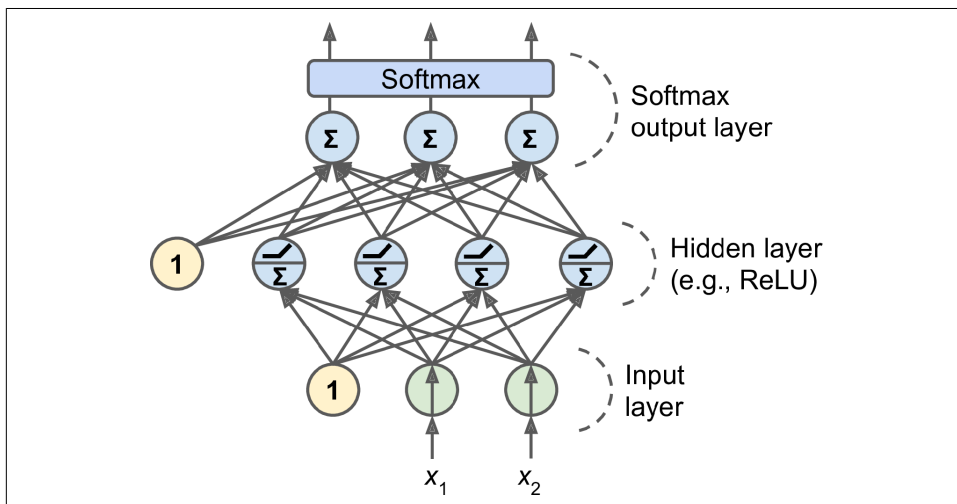 Softmax
Softmax
output layer
Σ Σ Σ
1
Σ Σ Σ Σ
Hidden layer
(e.g., ReLU)
1
Input
layer
x₁ x₂